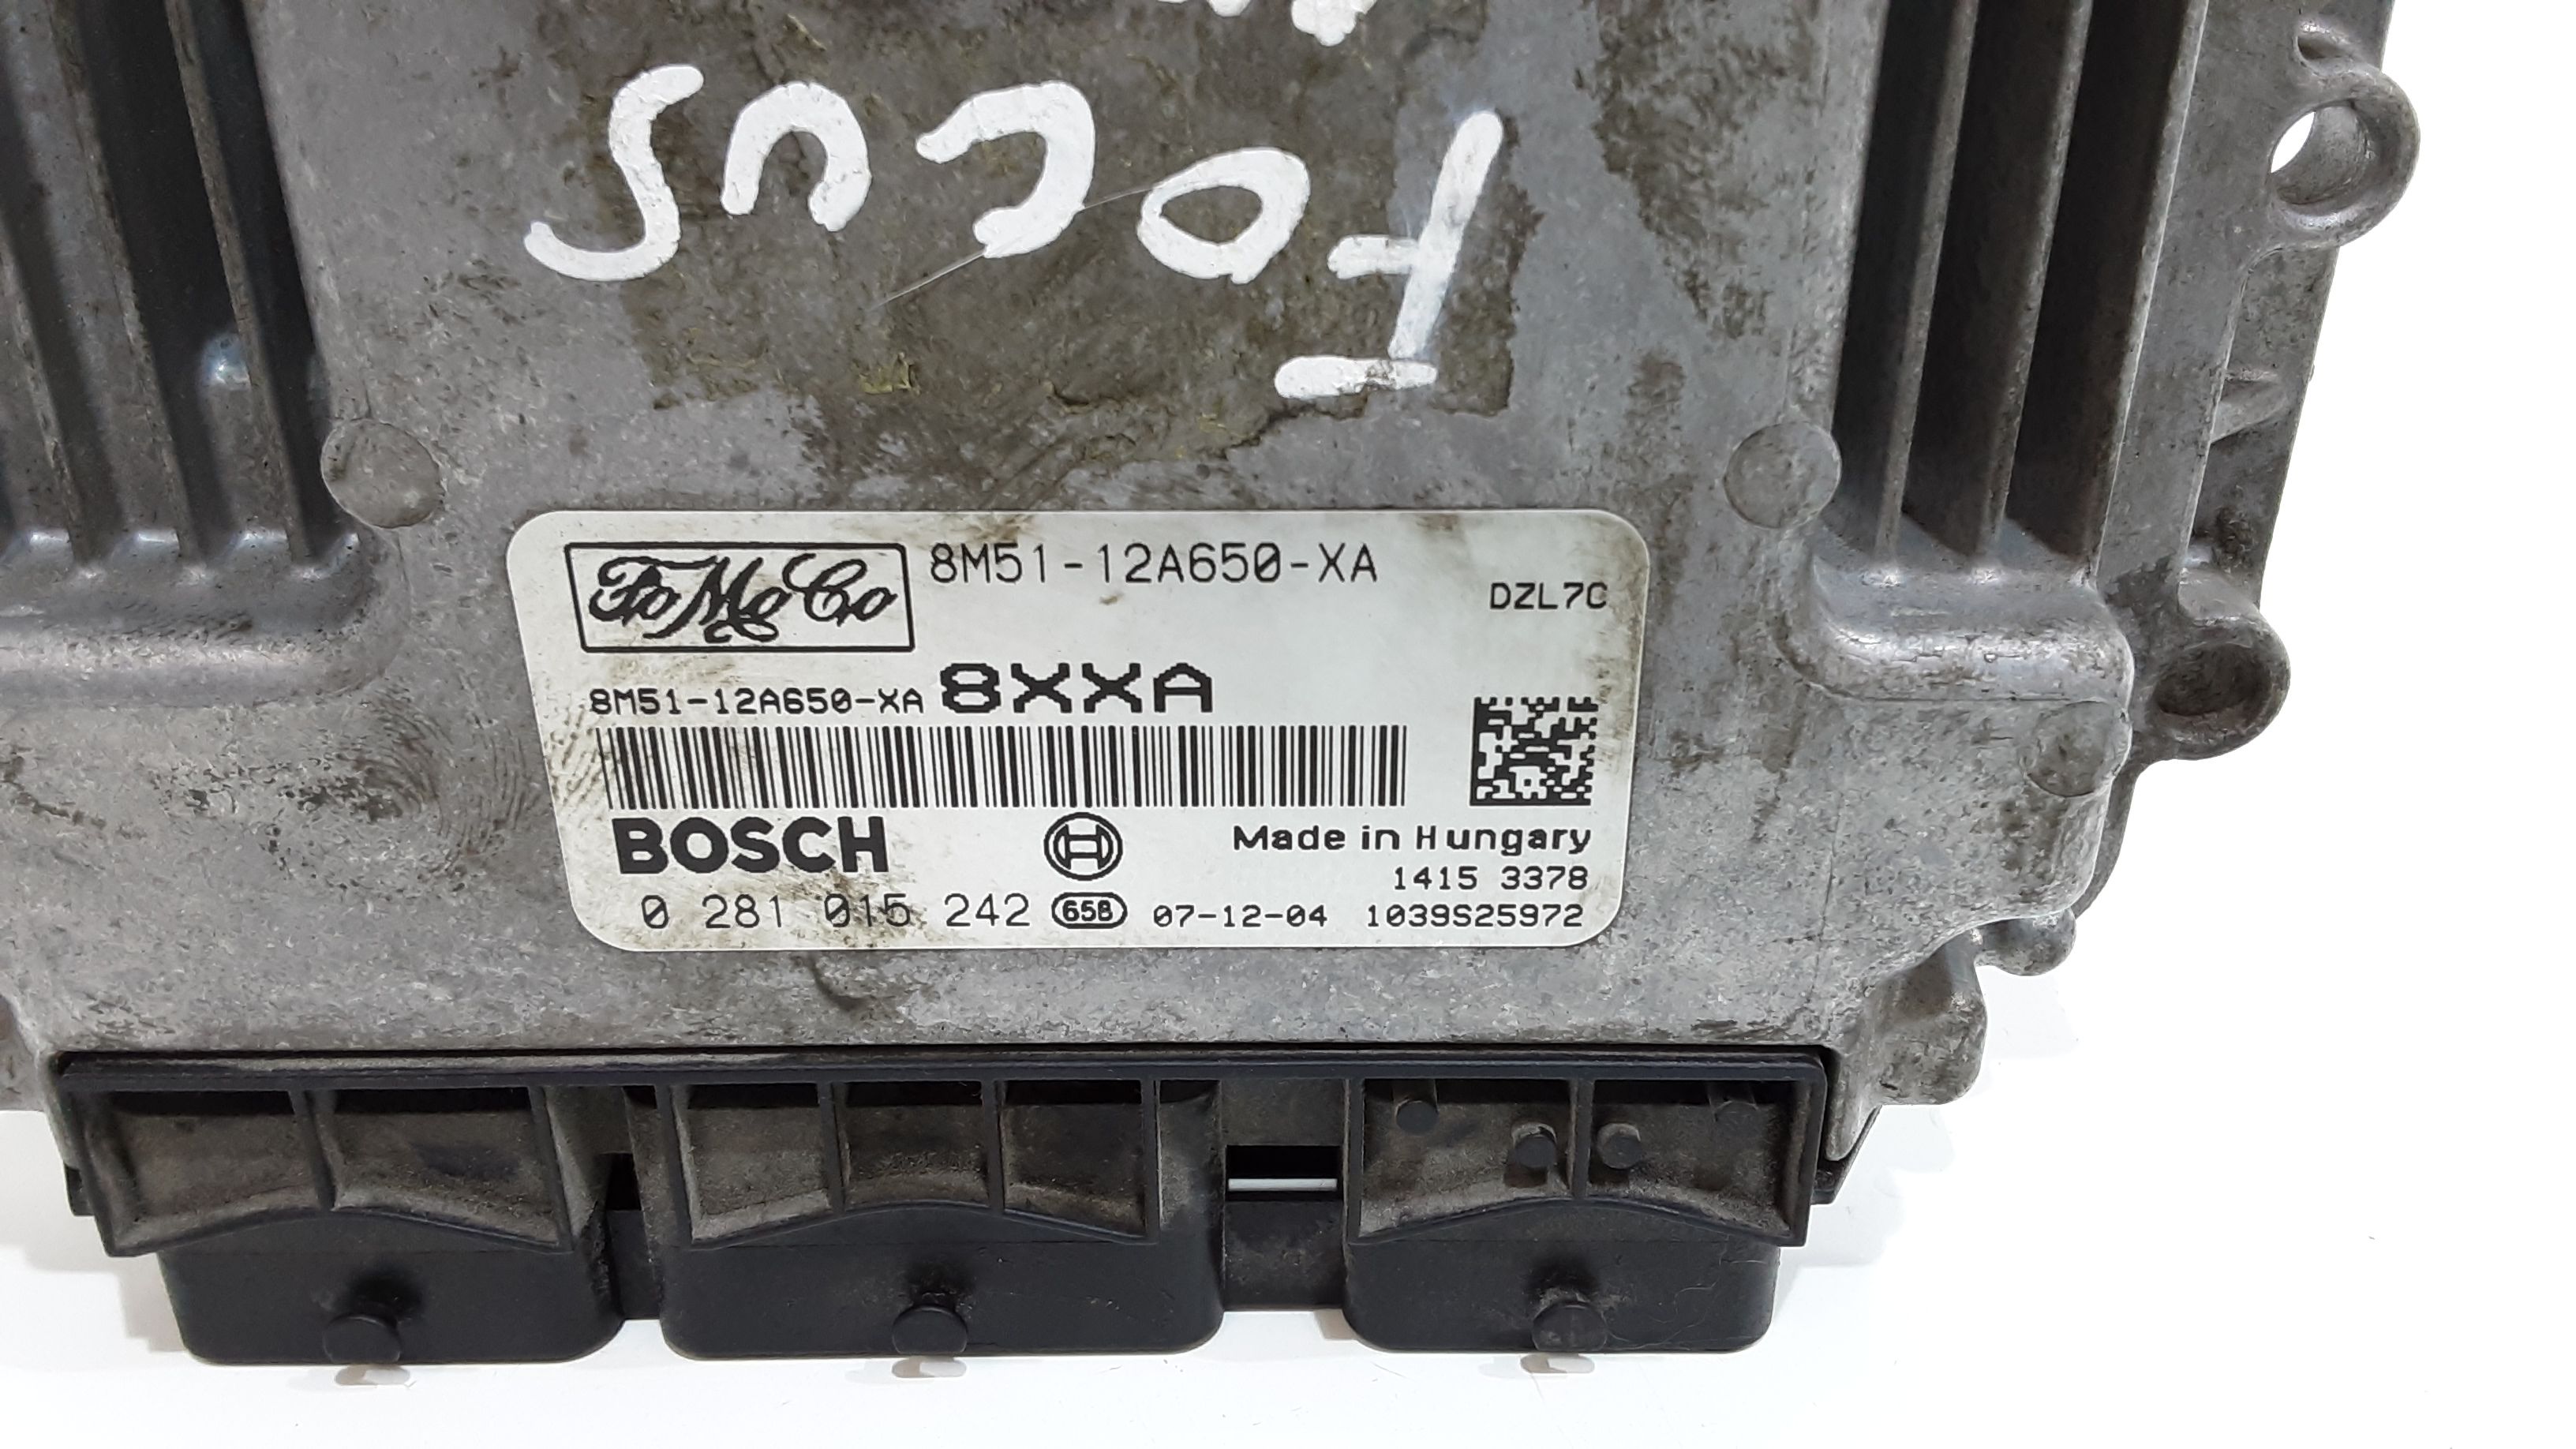 Focus
FoMoCo
8M51-12A650-XA
DZL7C
8M51-12A650-XA 8XXA
BOSCH
Made in Hungary
1415 3378
0 281 015 242 65B 07-12-04 1039S25972